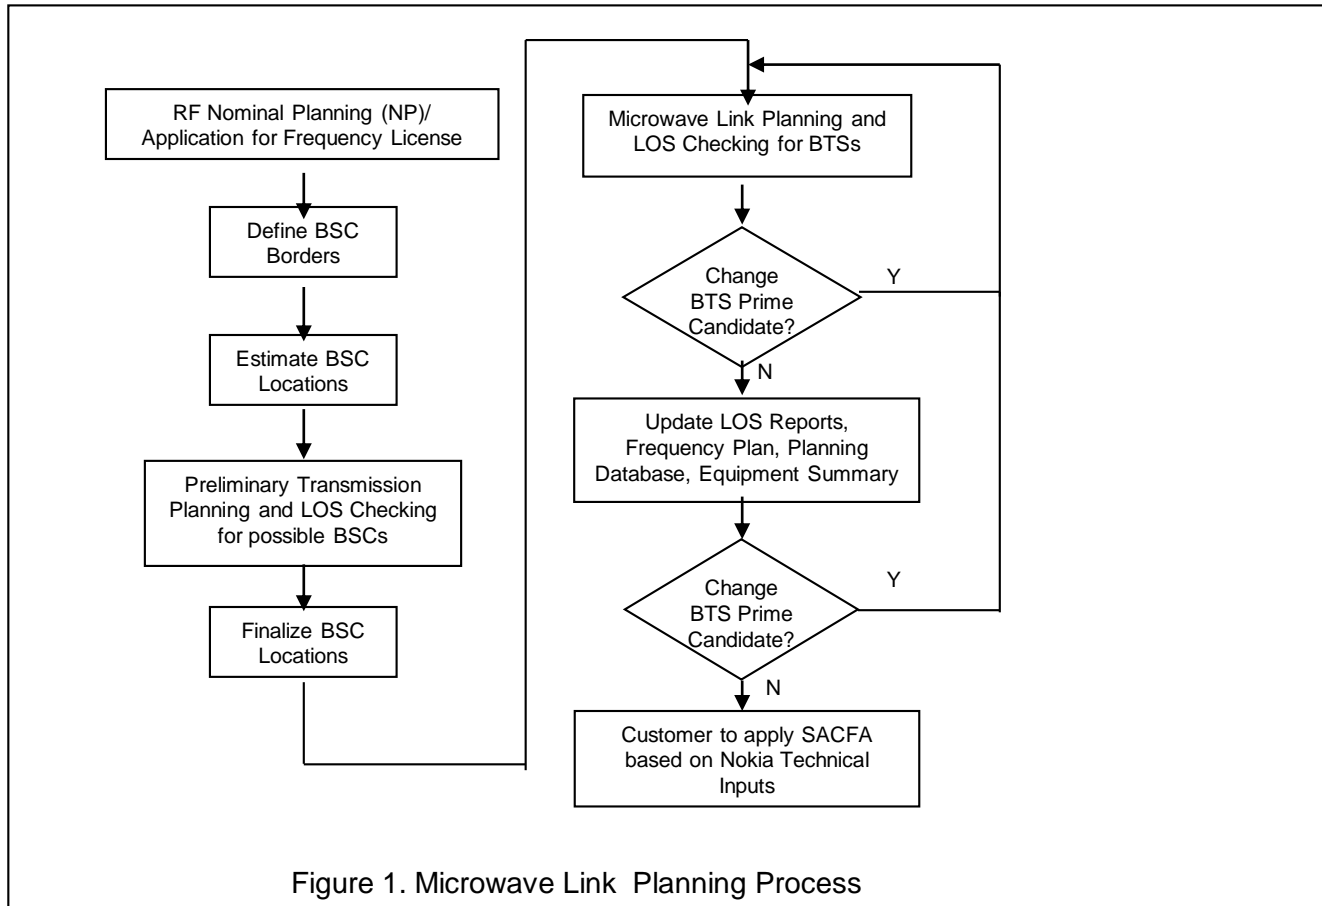 RF Nominal Planning (NP)/
Application for Frequency License
Define BSC
Borders
Estimate BSC
Locations
Preliminary Transmission
Planning and LOS Checking
for possible BSCs
Finalize BSC
Locations
Microwave Link Planning and
LOS Checking for BTSs
Change
BTS Prime
Candidate?
Y
N
Update LOS Reports,
Frequency Plan, Planning
Database, Equipment Summary
Change
BTS Prime
Candidate?
Y
N
Customer to apply SACFA
based on Nokia Technical
Inputs
Figure 1. Microwave Link Planning Process